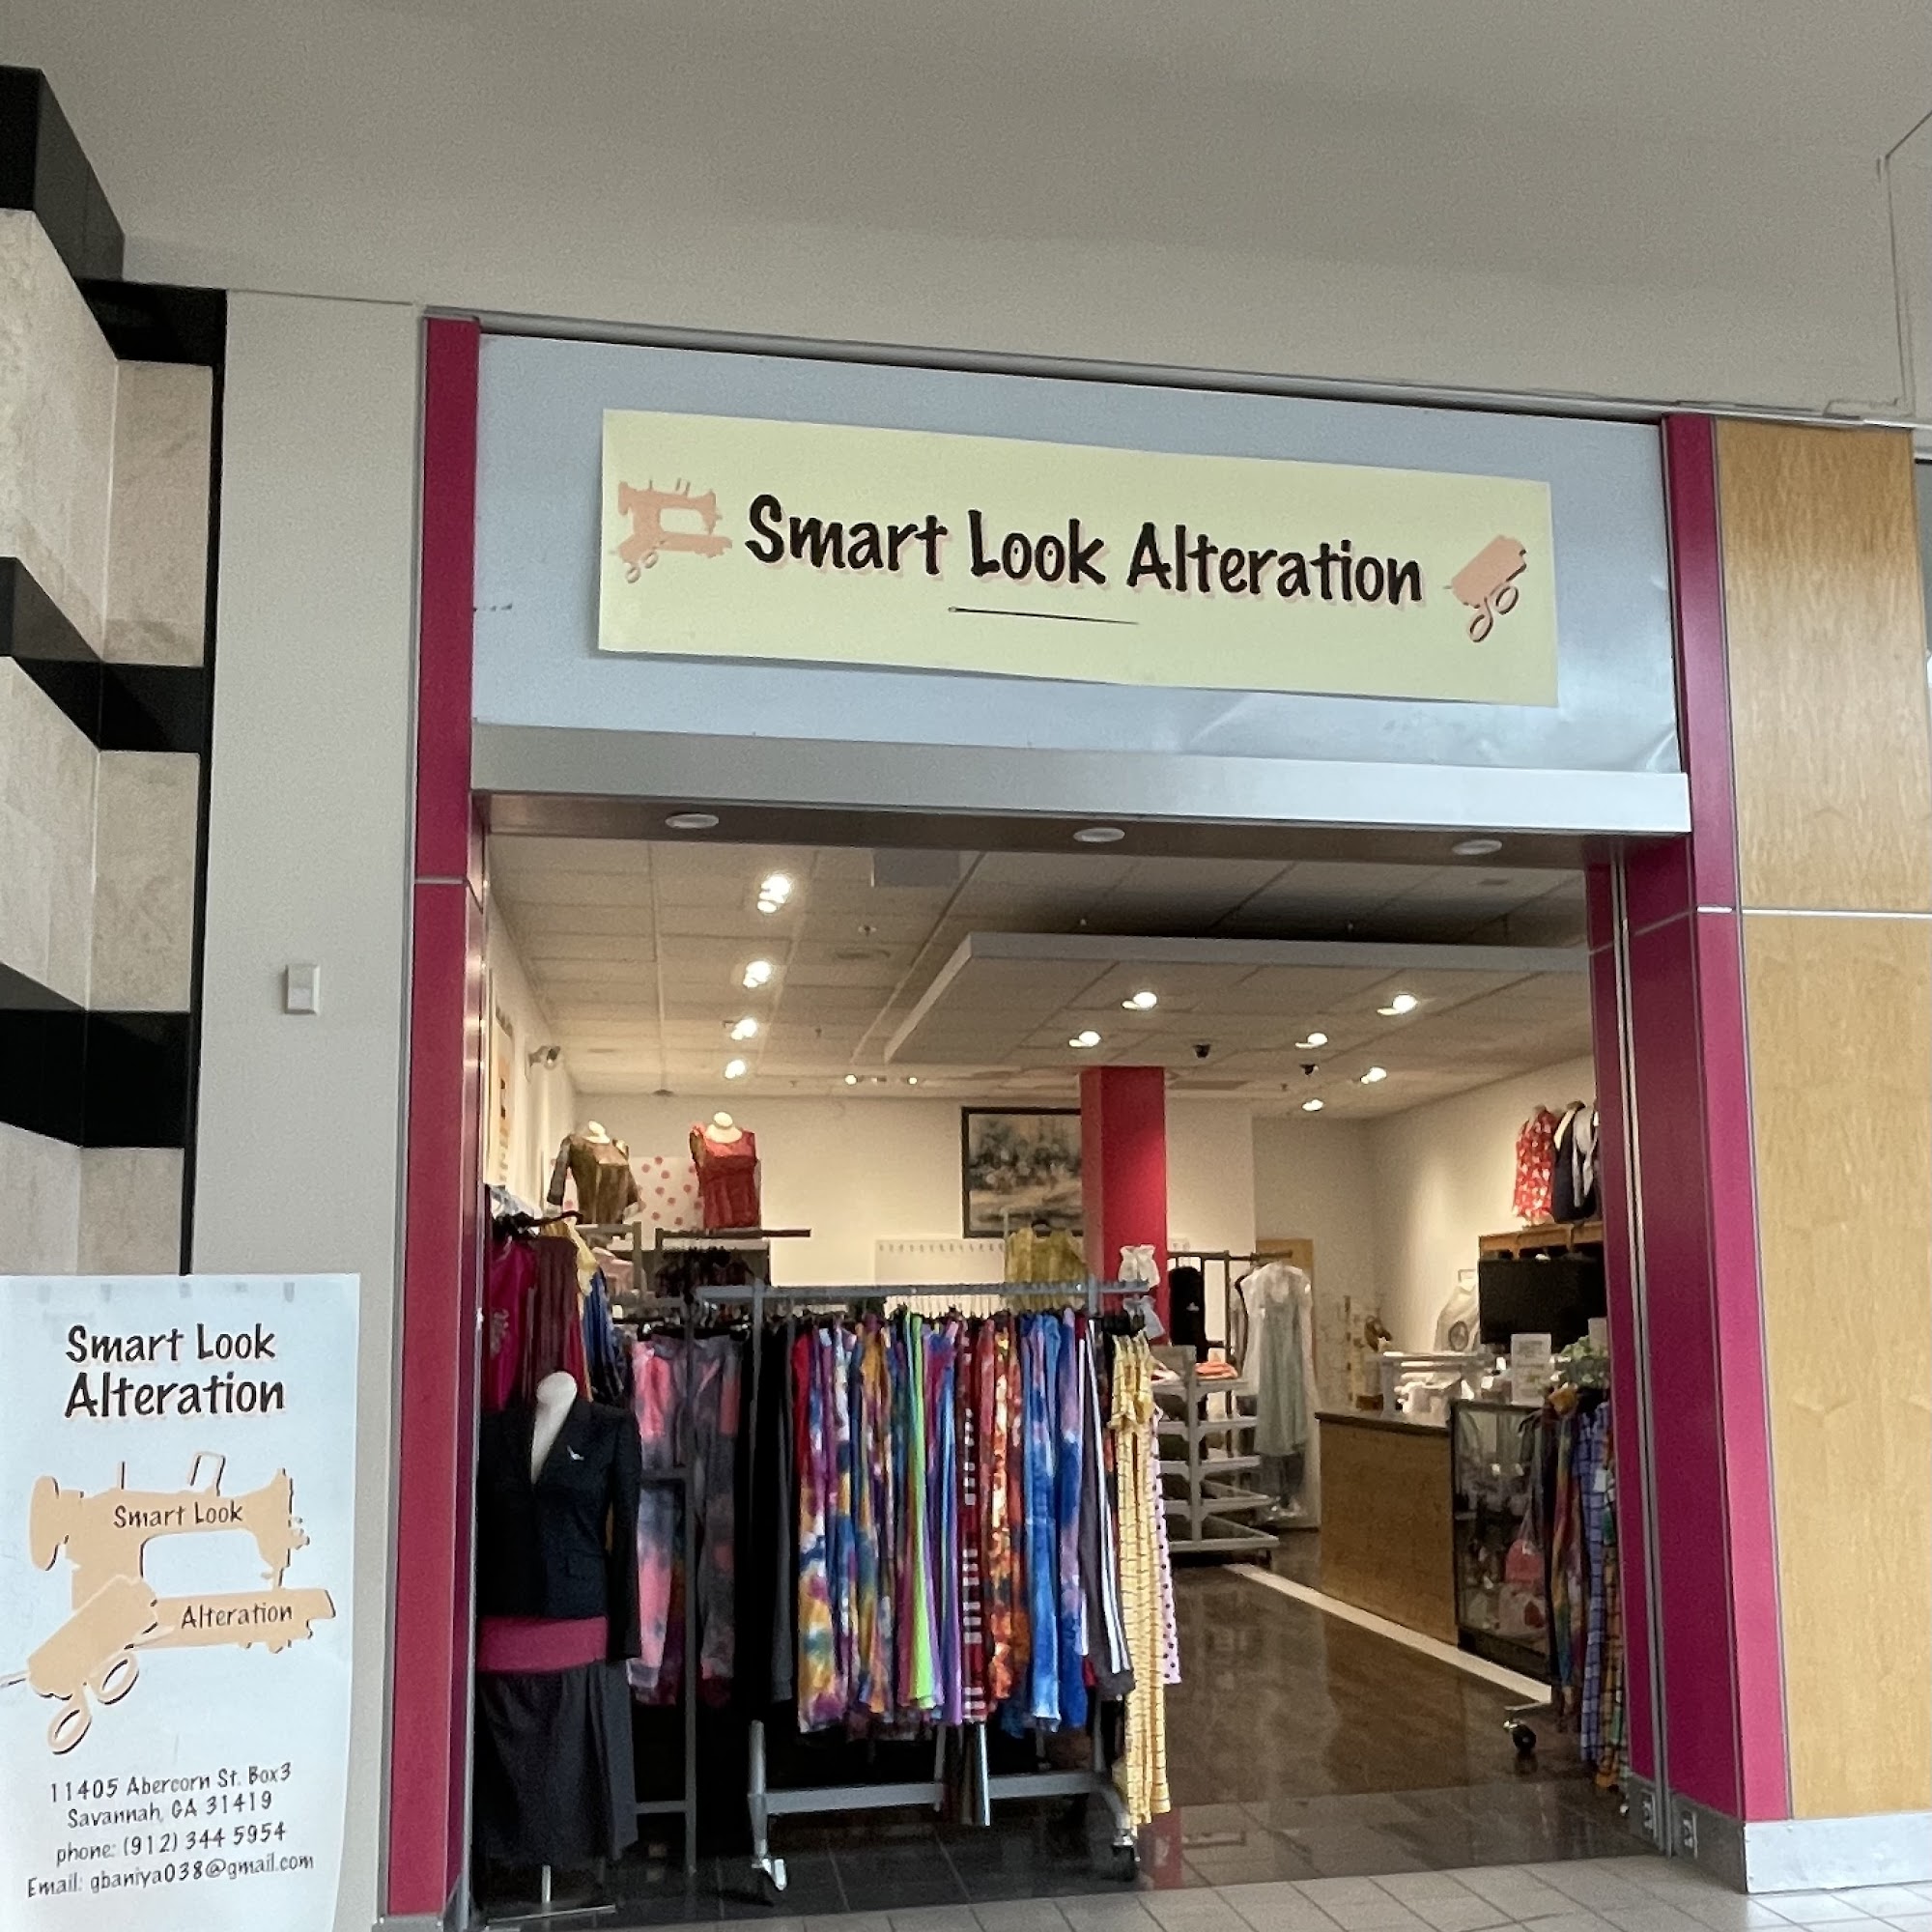 Smart Look Alteration
Smart Look
Alteration
Smart Look
Alteration
11405 Abercorn St. Box3
Savannah, GA 31419
phone: (912) 344 5954
Email: gbaniya038@gmail.com